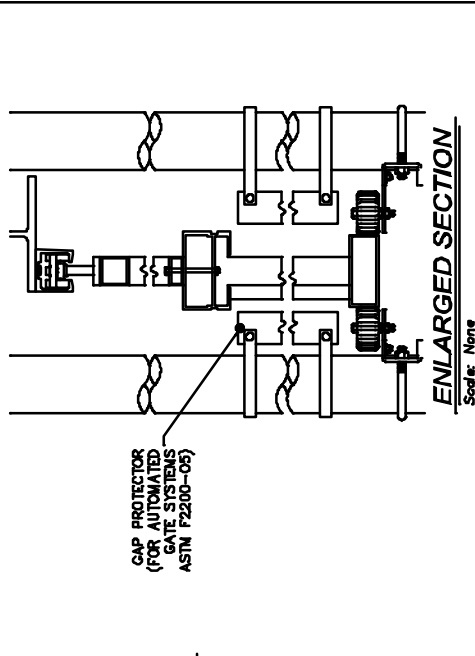 GAP PROTECTOR
(FOR AUTOMATED
GATE SYSTEMS
ASTM F2200-05)
ENLARGED SECTION
Scale: None